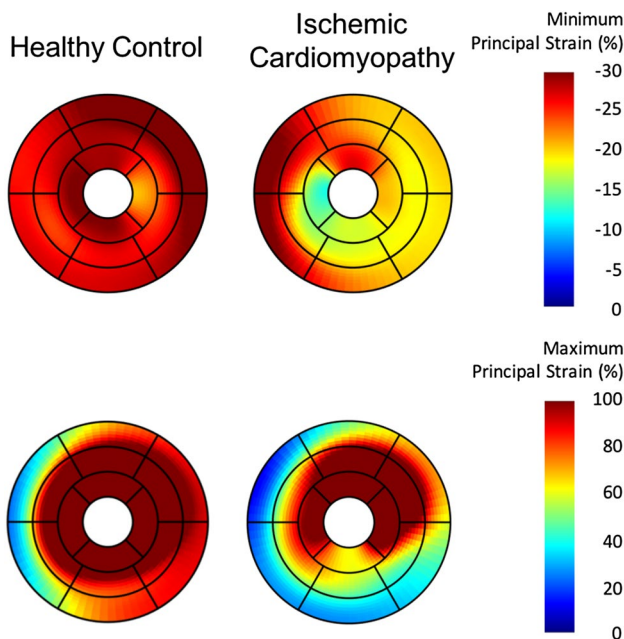 Healthy Control
Ischemic
Cardiomyopathy
Minimum
Principal Strain (%)
-30
-25
-20
-15
-10
-5
0
Maximum
Principal Strain (%)
100
80
60
40
20
0